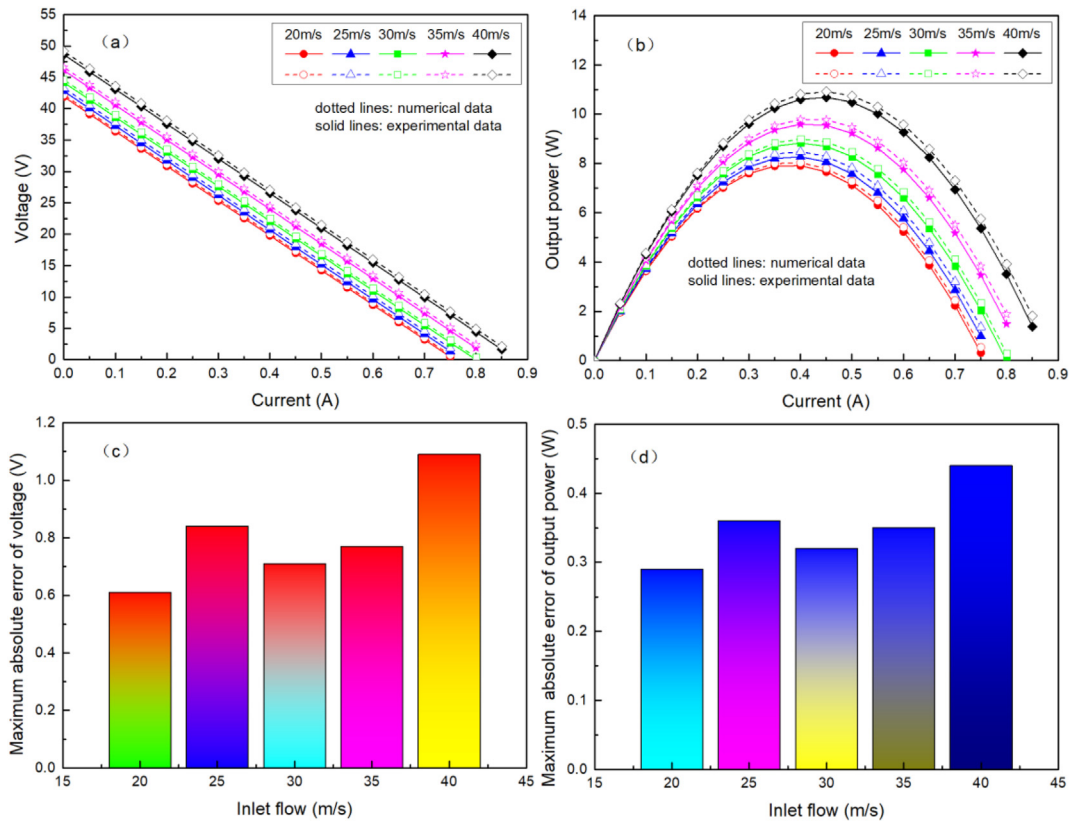 (a)
20m/s 25m/s 30m/s 35m/s 40m/s
dotted lines: numerical data
solid lines: experimental data
Voltage (V)
55
50
45
40
35
30
25
20
15
10
5
0
0.0 0.1 0.2 0.3 0.4 0.5 0.6 0.7 0.8 0.9
Current (A)
(b)
20m/s 25m/s 30m/s 35m/s 40m/s
dotted lines: numerical data
solid lines: experimental data
Output power (W)
14
12
10
8
6
4
2
0
0.0 0.1 0.2 0.3 0.4 0.5 0.6 0.7 0.8 0.9
Current (A)
(c)
Maximum absolute error of voltage (V)
1.2
1.0
0.8
0.6
0.4
0.2
0.0
15 20 25 30 35 40 45
Inlet flow (m/s)
(d)
Maximum absolute error of output power (W)
0.5
0.4
0.3
0.2
0.1
0.0
15 20 25 30 35 40 45
Inlet flow (m/s)